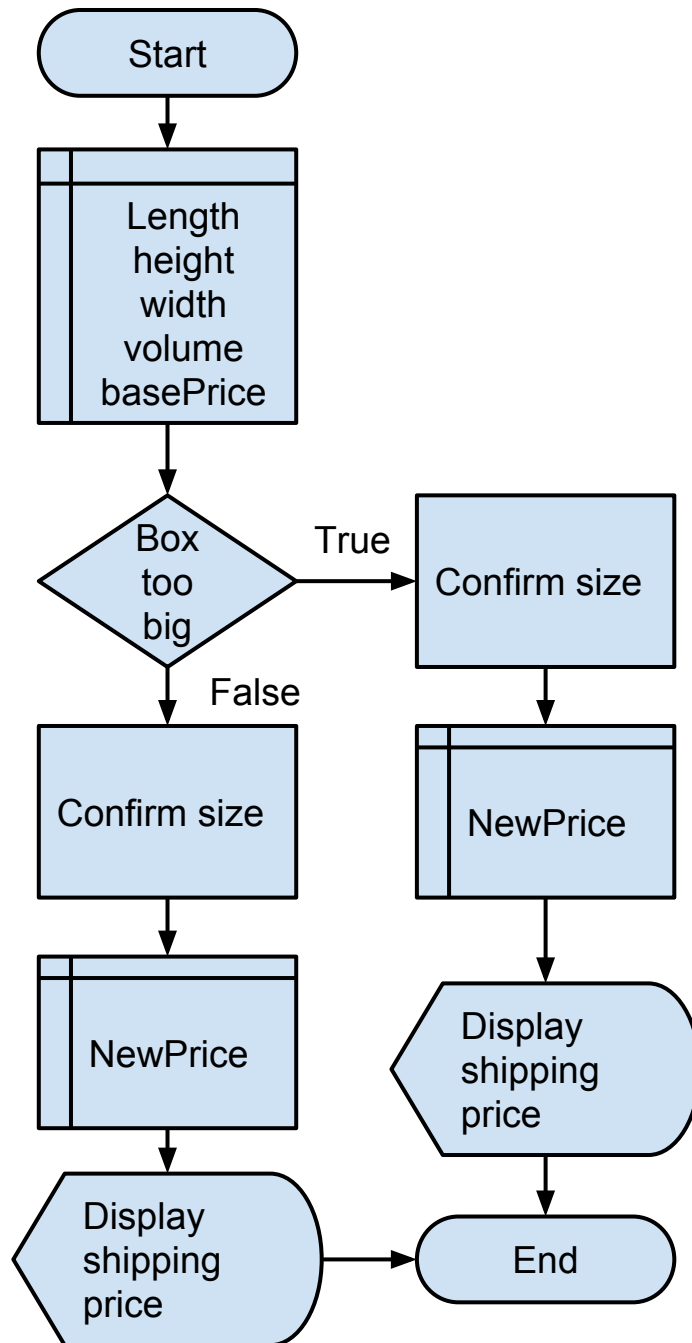 Start
Length
height
width
volume
basePrice
Box
too
big
True
Confirm size
False
Confirm size
NewPrice
NewPrice
Display
shipping
price
Display
shipping
price
End